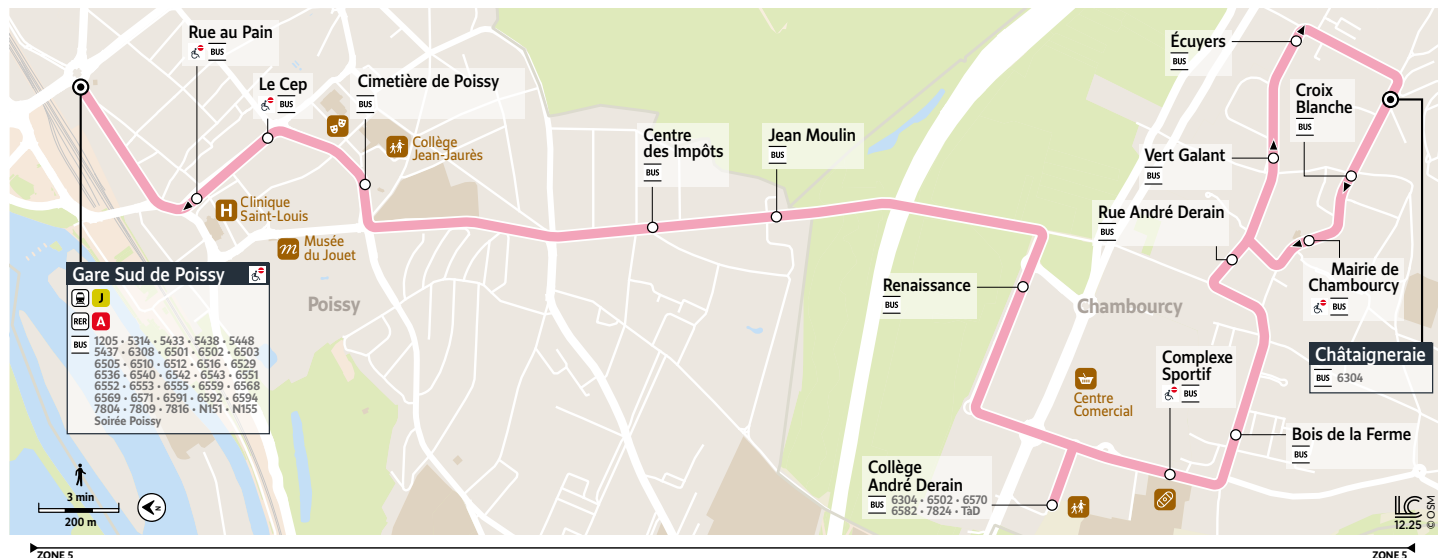 Rue au Pain
BUS
Le Cep
BUS
Cimetière de Poissy
BUS
Collège
Jean-Jaurès
H
Clinique
Saint-Louis
m
Musée
du Jouet
Gare Sud de Poissy
J
RER A
BUS
1205 • 5314 • 5433 • 5438 • 5448
5437 • 6308 • 6501 • 6502 • 6503
6505 • 6510 • 6512 • 6516 • 6529
6536 • 6540 • 6542 • 6543 • 6551
6552 • 6553 • 6555 • 6559 • 6568
6569 • 6571 • 6591 • 6592 • 6594
7804 • 7809 • 7816 • N151 • N155
Soirée Poissy
Poissy
3 min
200 m
N
Centre
des Impôts
BUS
Jean Moulin
BUS
Renaissance
BUS
Collège
André Derain
BUS
6304 • 6502 • 6570
6582 • 7824 • TàD
Centre
Comercial
Chambourcy
Complexe
Sportif
BUS
Bois de la Ferme
BUS
Rue André Derain
BUS
Vert Galant
BUS
Écuyers
BUS
Croix
Blanche
BUS
Mairie de
Chambourcy
BUS
Châtaigneraie
BUS 6304
LC
12.25 © OSM
ZONE 5
ZONE 5